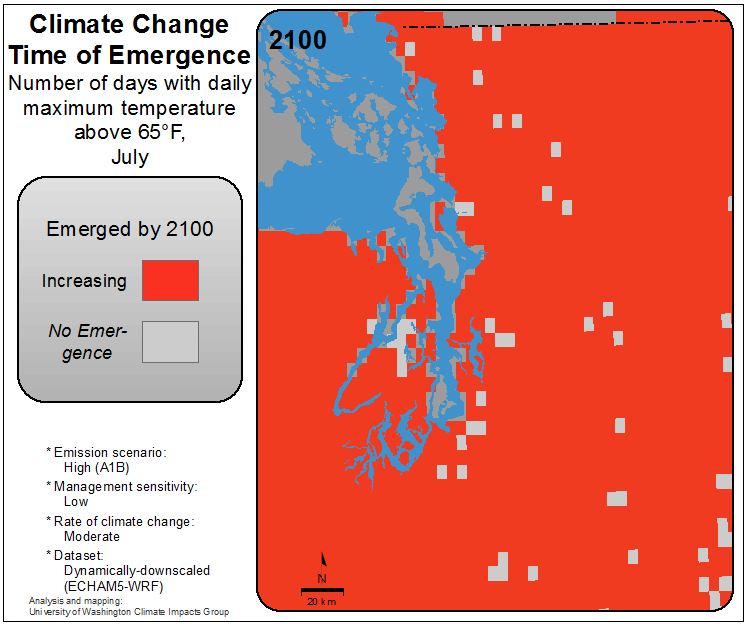 Climate Change
Time of Emergence
Number of days with daily
maximum temperature
above 65°F,
July
Emerged by 2100
Increasing
No Emer-
gence
* Emission scenario:
High (A1B)
* Management sensitivity:
Low
* Rate of climate change:
Moderate
* Dataset:
Dynamically-downscaled
(ECHAM5-WRF)
Analysis and mapping:
University of Washington Climate Impacts Group
2100
N
20 km